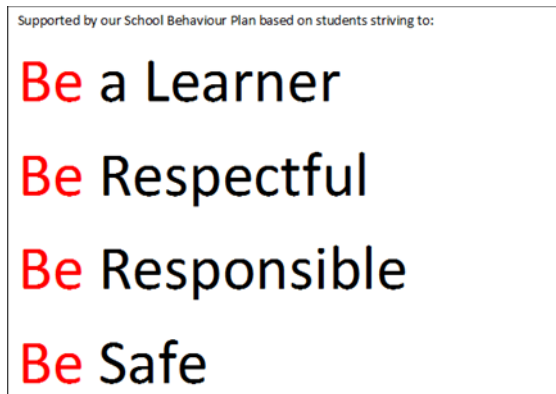 Supported by our School Behaviour Plan based on students striving to:
Be a Learner
Be Respectful
Be Responsible
Be Safe